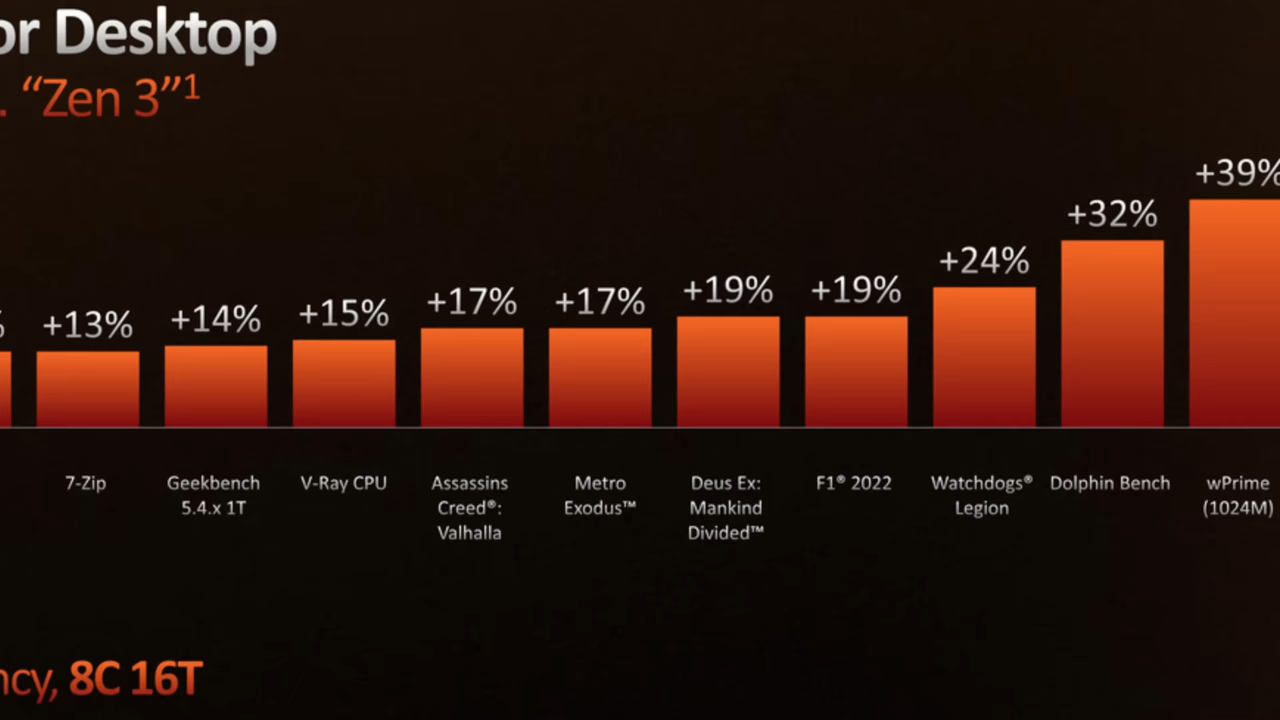 or Desktop
. “Zen 3”1
%
+13%
+14%
+15%
+17%
+17%
+19%
+19%
+24%
+32%
+39%
7-Zip
Geekbench
5.4.x 1T
V-Ray CPU
Assassins
Creed®:
Valhalla
Metro
Exodus™
Deus Ex:
Mankind
Divided™
F1® 2022
Watchdogs®
Legion
Dolphin Bench
wPrime
(1024M)
ncy, 8C 16T